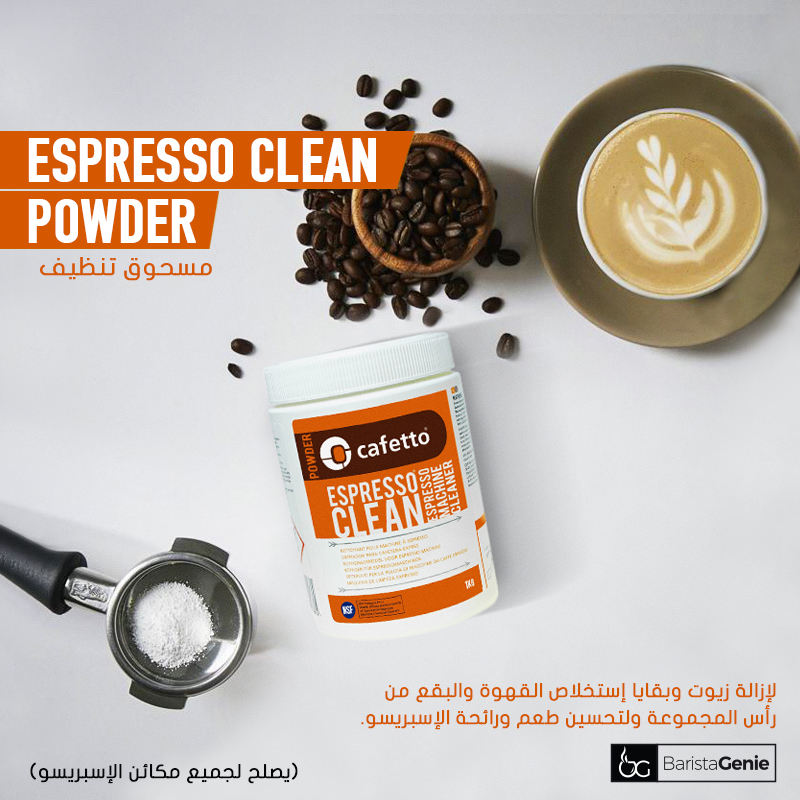 ESPRESSO CLEAN
POWDER
مسحوق تنظيف
POWDER
cafetto
ESPRESSO
CLEAN
ESPRESSO
MACHINE
CLEANER
1KG
NSF
لإزالة زيوت وبقايا إستخلاص القهوة والبقع من
رأس المجموعة ولتحسين طعم ورائحة الإسبريسو.
(يصلح لجميع مكائن الإسبريسو)
BG BaristaGenie